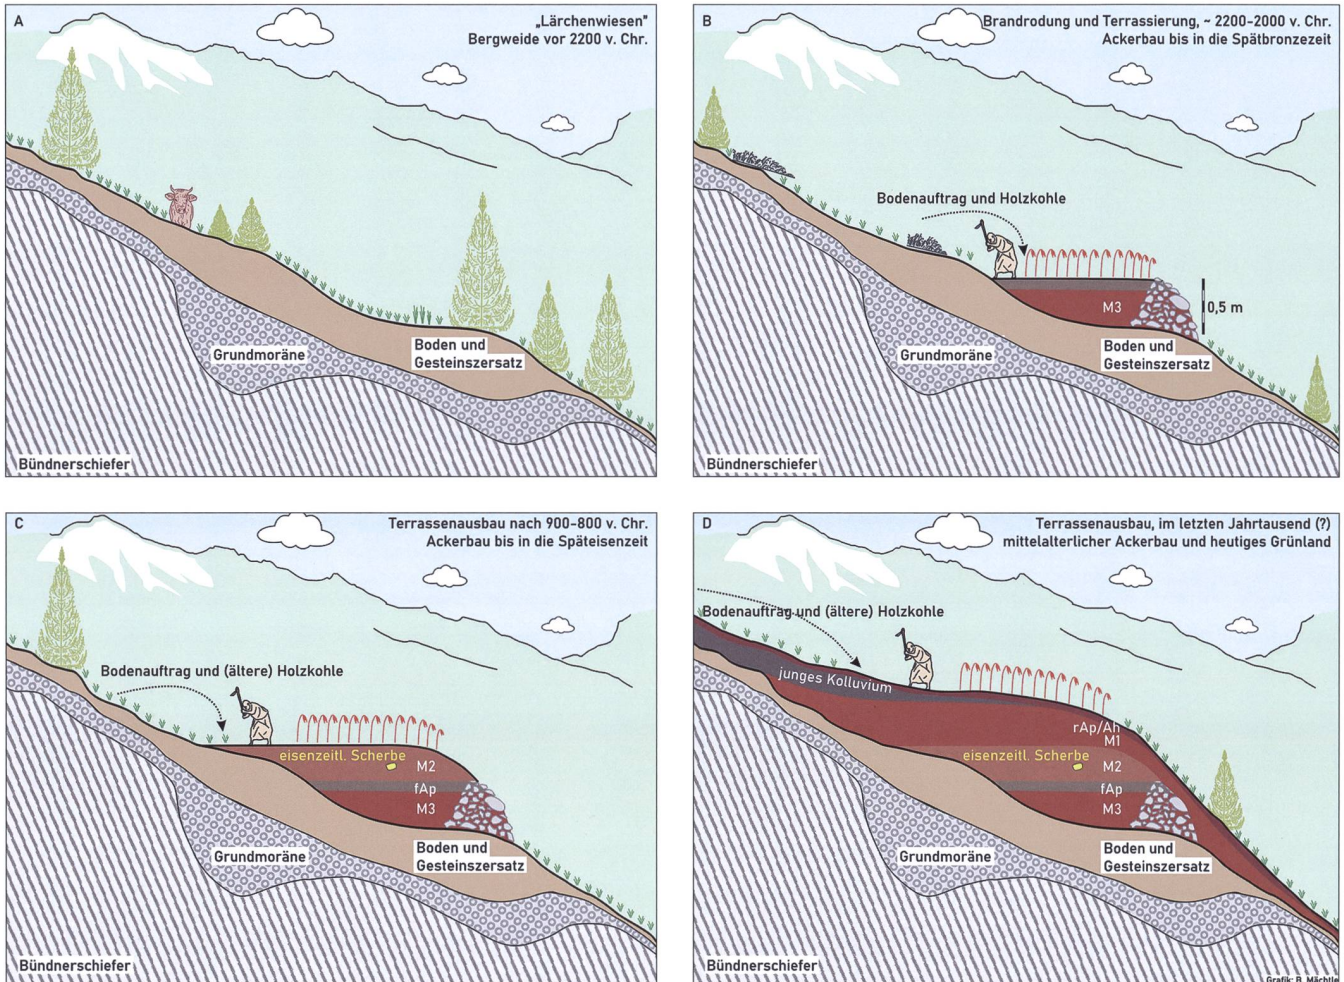 A
„Lärchenwiesen"
Bergweide vor 2200 v. Chr.
Grundmoräne
Boden und
Gesteinszersatz
Bündnerschiefer
B
Brandrodung und Terrassierung, ~ 2200-2000 v. Chr.
Ackerbau bis in die Spätbronzezeit
Bodenauftrag und Holzkohle
M3
0,5 m
Grundmoräne
Boden und
Gesteinszersatz
Bündnerschiefer
C
Terrassenausbau nach 900-800 v. Chr.
Ackerbau bis in die Späteisenzeit
Bodenauftrag und (ältere) Holzkohle
eisenzeitl. Scherbe
M2
fAp
M3
Grundmoräne
Boden und
Gesteinszersatz
Bündnerschiefer
D
Terrassenausbau, im letzten Jahrtausend (?)
mittelalterlicher Ackerbau und heutiges Grünland
Bodenauftrag und (ältere) Holzkohle
junges Kolluvium
rAp/Ah
M1
eisenzeitl. Scherbe
M2
fAp
M3
Grundmoräne
Boden und
Gesteinszersatz
Bündnerschiefer
Grafik: B. Mächtle